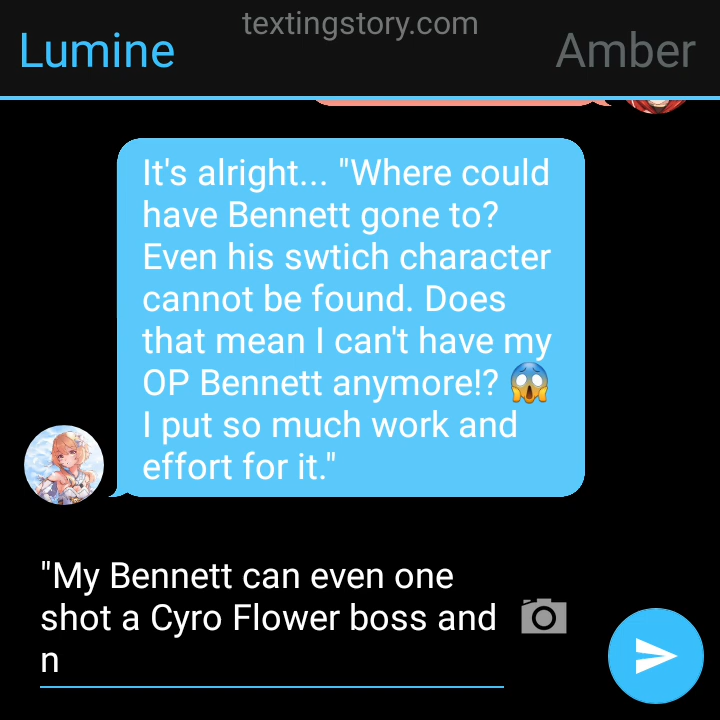 textingstory.com
Lumine
Amber
It's alright... "Where could
have Bennett gone to?
Even his swtich character
cannot be found. Does
that mean I can't have my
OP Bennett anymore!? 😱
I put so much work and
effort for it."
"My Bennett can even one
shot a Cyro Flower boss and
n